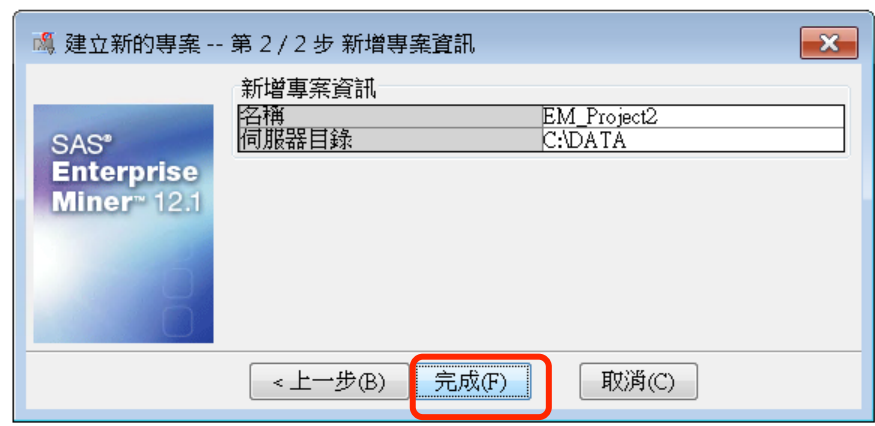 建立新的專案 -- 第 2 / 2 步 新增專案資訊
新增專案資訊
名稱 EM_Project2
伺服器目錄 C:\DATA
SAS®
Enterprise
Miner™ 12.1
< 上一步(B) 完成(F) 取消(C)